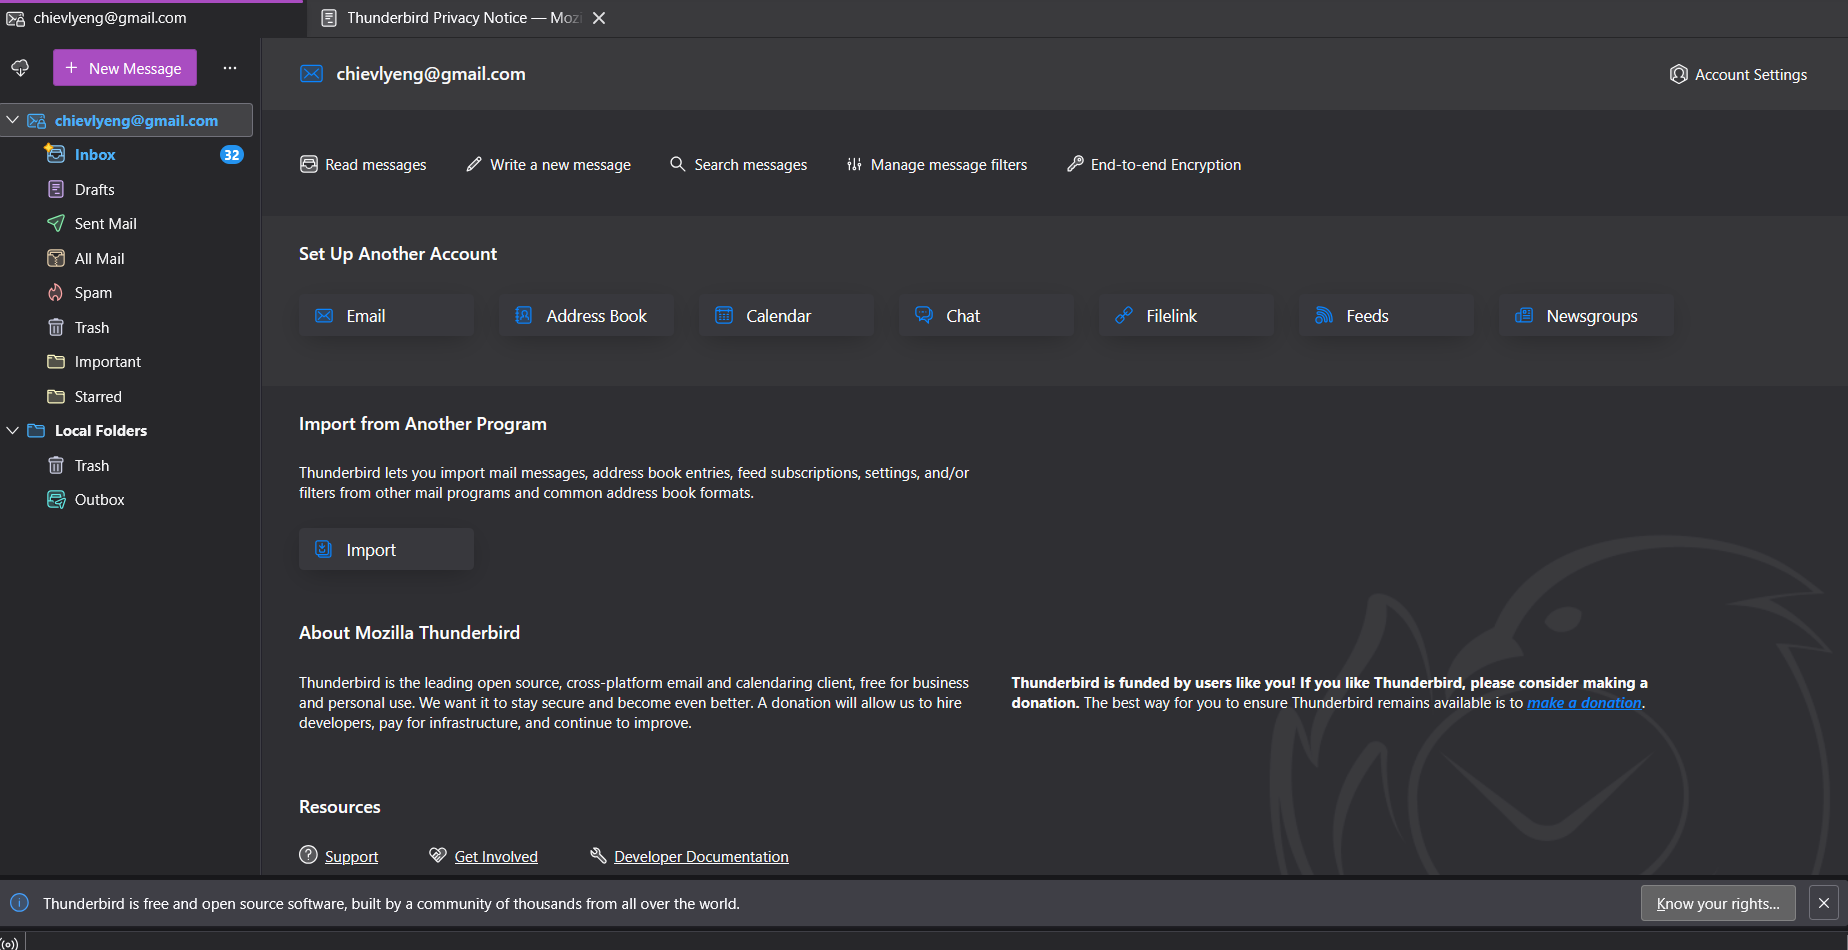 chievlyeng@gmail.com
Thunderbird Privacy Notice — Mozi
New Message
chievlyeng@gmail.com
Inbox
32
Drafts
Sent Mail
All Mail
Spam
Trash
Important
Starred
Local Folders
Trash
Outbox
chievlyeng@gmail.com
Account Settings
Read messages
Write a new message
Search messages
Manage message filters
End-to-end Encryption
Set Up Another Account
Email
Address Book
Calendar
Chat
Filelink
Feeds
Newsgroups
Import from Another Program
Thunderbird lets you import mail messages, address book entries, feed subscriptions, settings, and/or
filters from other mail programs and common address book formats.
Import
About Mozilla Thunderbird
Thunderbird is the leading open source, cross-platform email and calendaring client, free for business
and personal use. We want it to stay secure and become even better. A donation will allow us to hire
developers, pay for infrastructure, and continue to improve.
Thunderbird is funded by users like you! If you like Thunderbird, please consider making a
donation. The best way for you to ensure Thunderbird remains available is to make a donation.
Resources
Support
Get Involved
Developer Documentation
Thunderbird is free and open source software, built by a community of thousands from all over the world.
Know your rights...